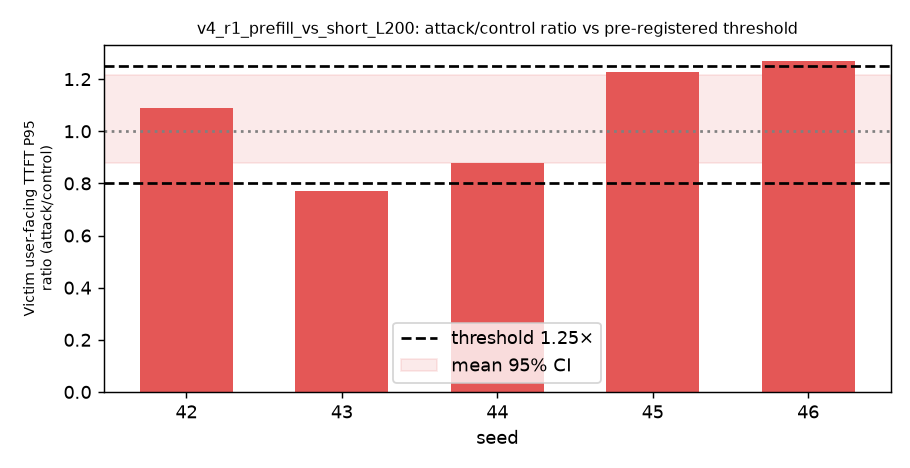 v4_r1_prefill_vs_short_L200: attack/control ratio vs pre-registered threshold
Victim user-facing TTFT P95
ratio (attack/control)
1.2
1.0
0.8
0.6
0.4
0.2
0.0
threshold 1.25×
mean 95% CI
42 43 44 45 46
seed